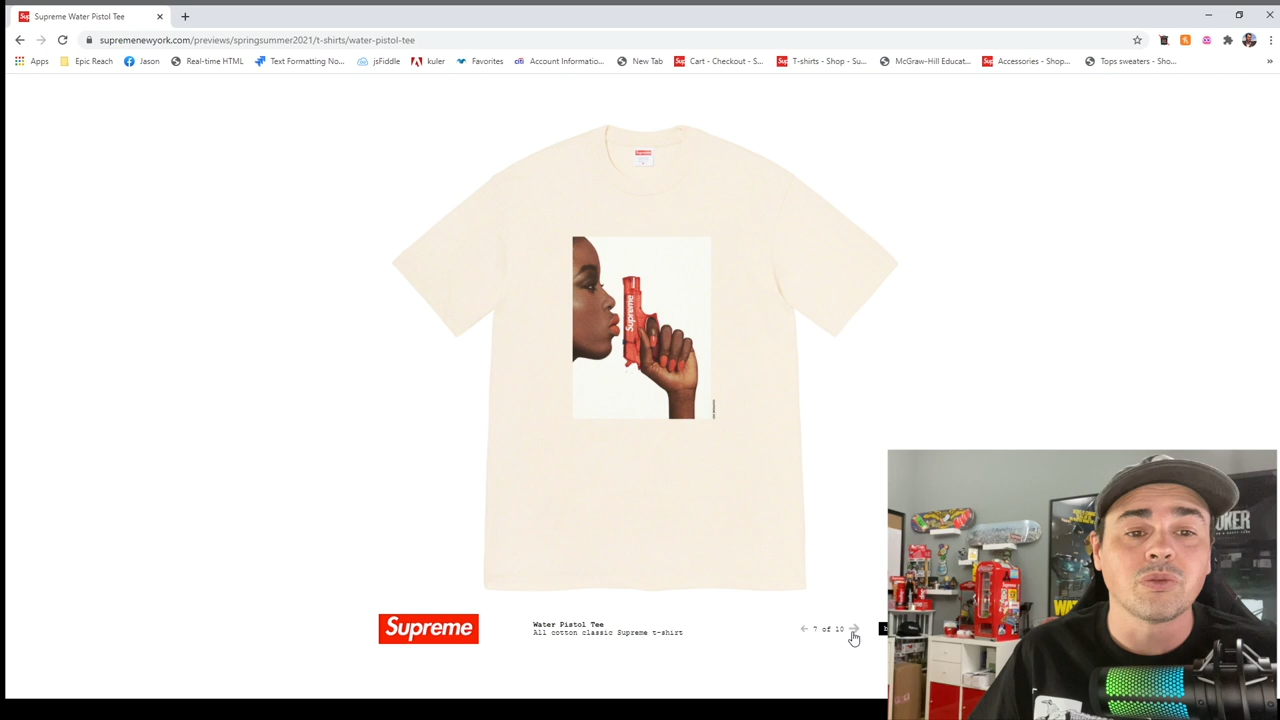 Supreme Water Pistol Tee
supremenewyork.com/previews/springsummer2021/t-shirts/water-pistol-tee
Apps Epic Reach Jason Real-time HTML Text Formatting No... jsFiddle kuler Favorites Account Informatio... New Tab Cart - Checkout - S... T-shirts - Shop - Su... McGraw-Hill Educat... Accessories - Shop... Tops sweaters - Sho...
Supreme
Supreme
Supreme
Water Pistol Tee
All cotton classic Supreme t-shirt
7 of 10